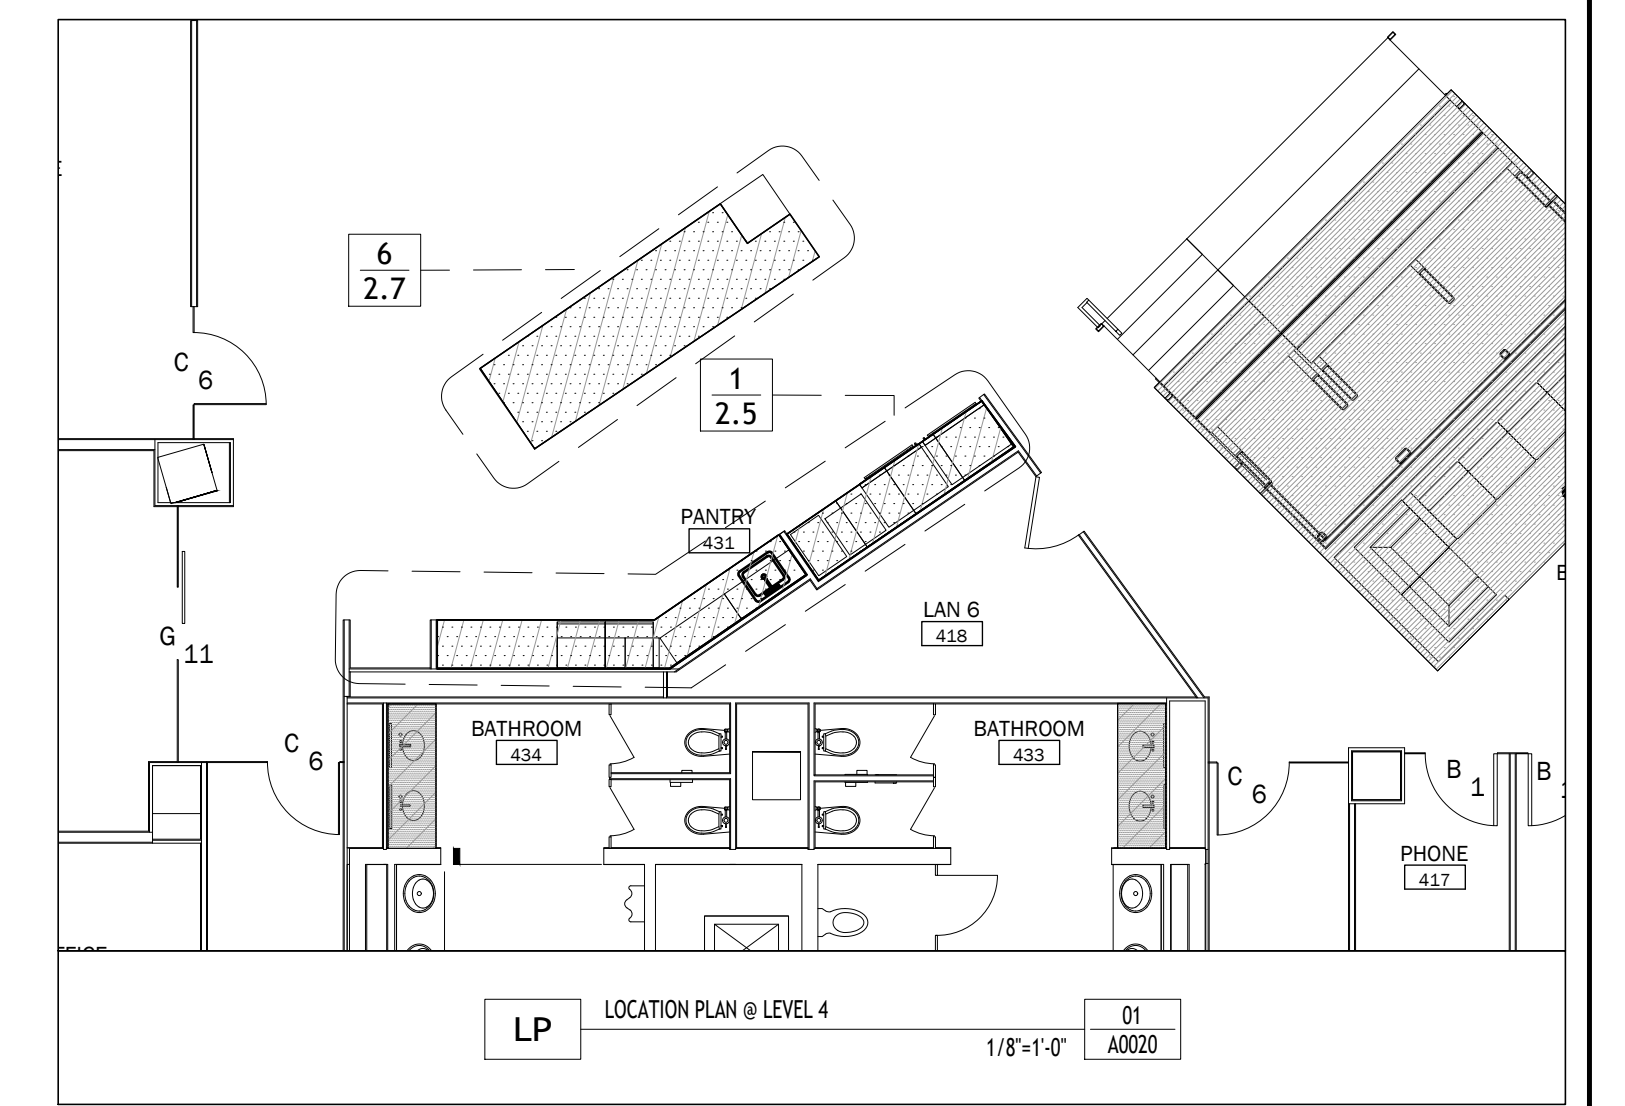 6
2.7
1
2.5
C
6
PANTRY
431
LAN 6
418
G
11
BATHROOM
434
BATHROOM
433
C
6
C
6
B
1
B
PHONE
417
LP
LOCATION PLAN @ LEVEL 4
1/8"=1'-0"
01
A0020